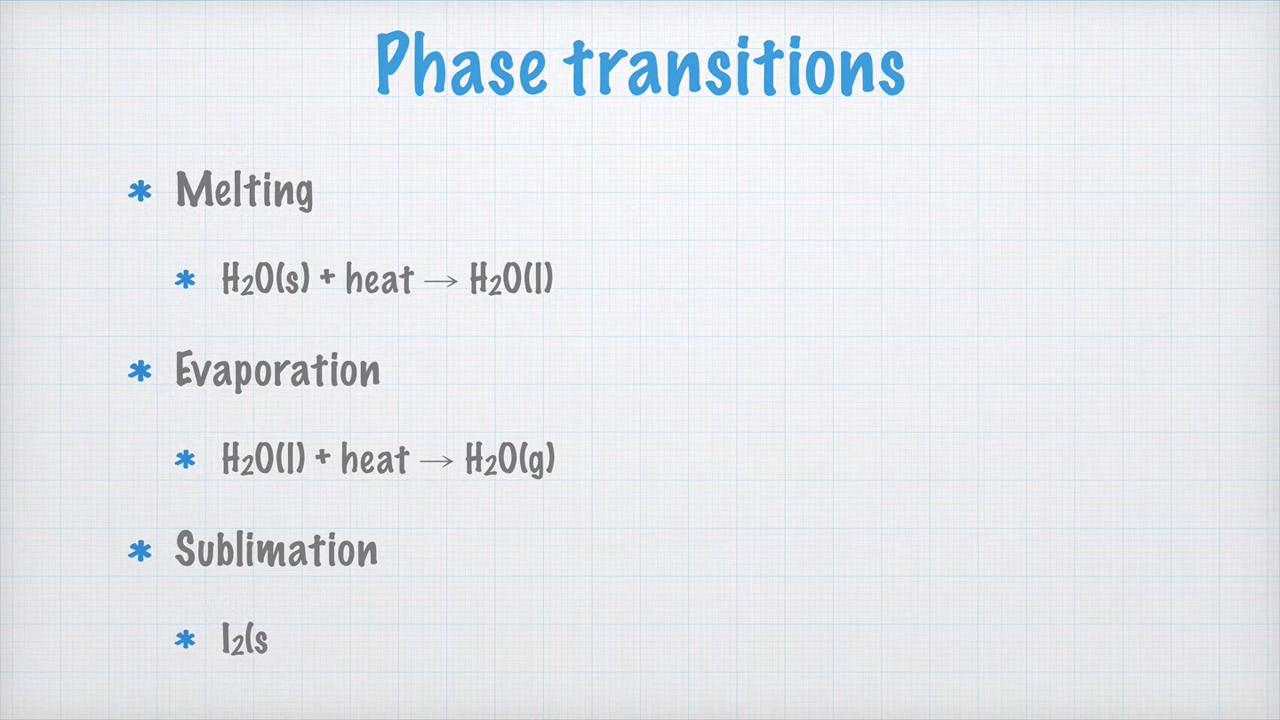 Phase transitions
* Melting
* H₂O(s) + heat → H₂O(l)
* Evaporation
* H₂O(l) + heat → H₂O(g)
* Sublimation
* I₂(s